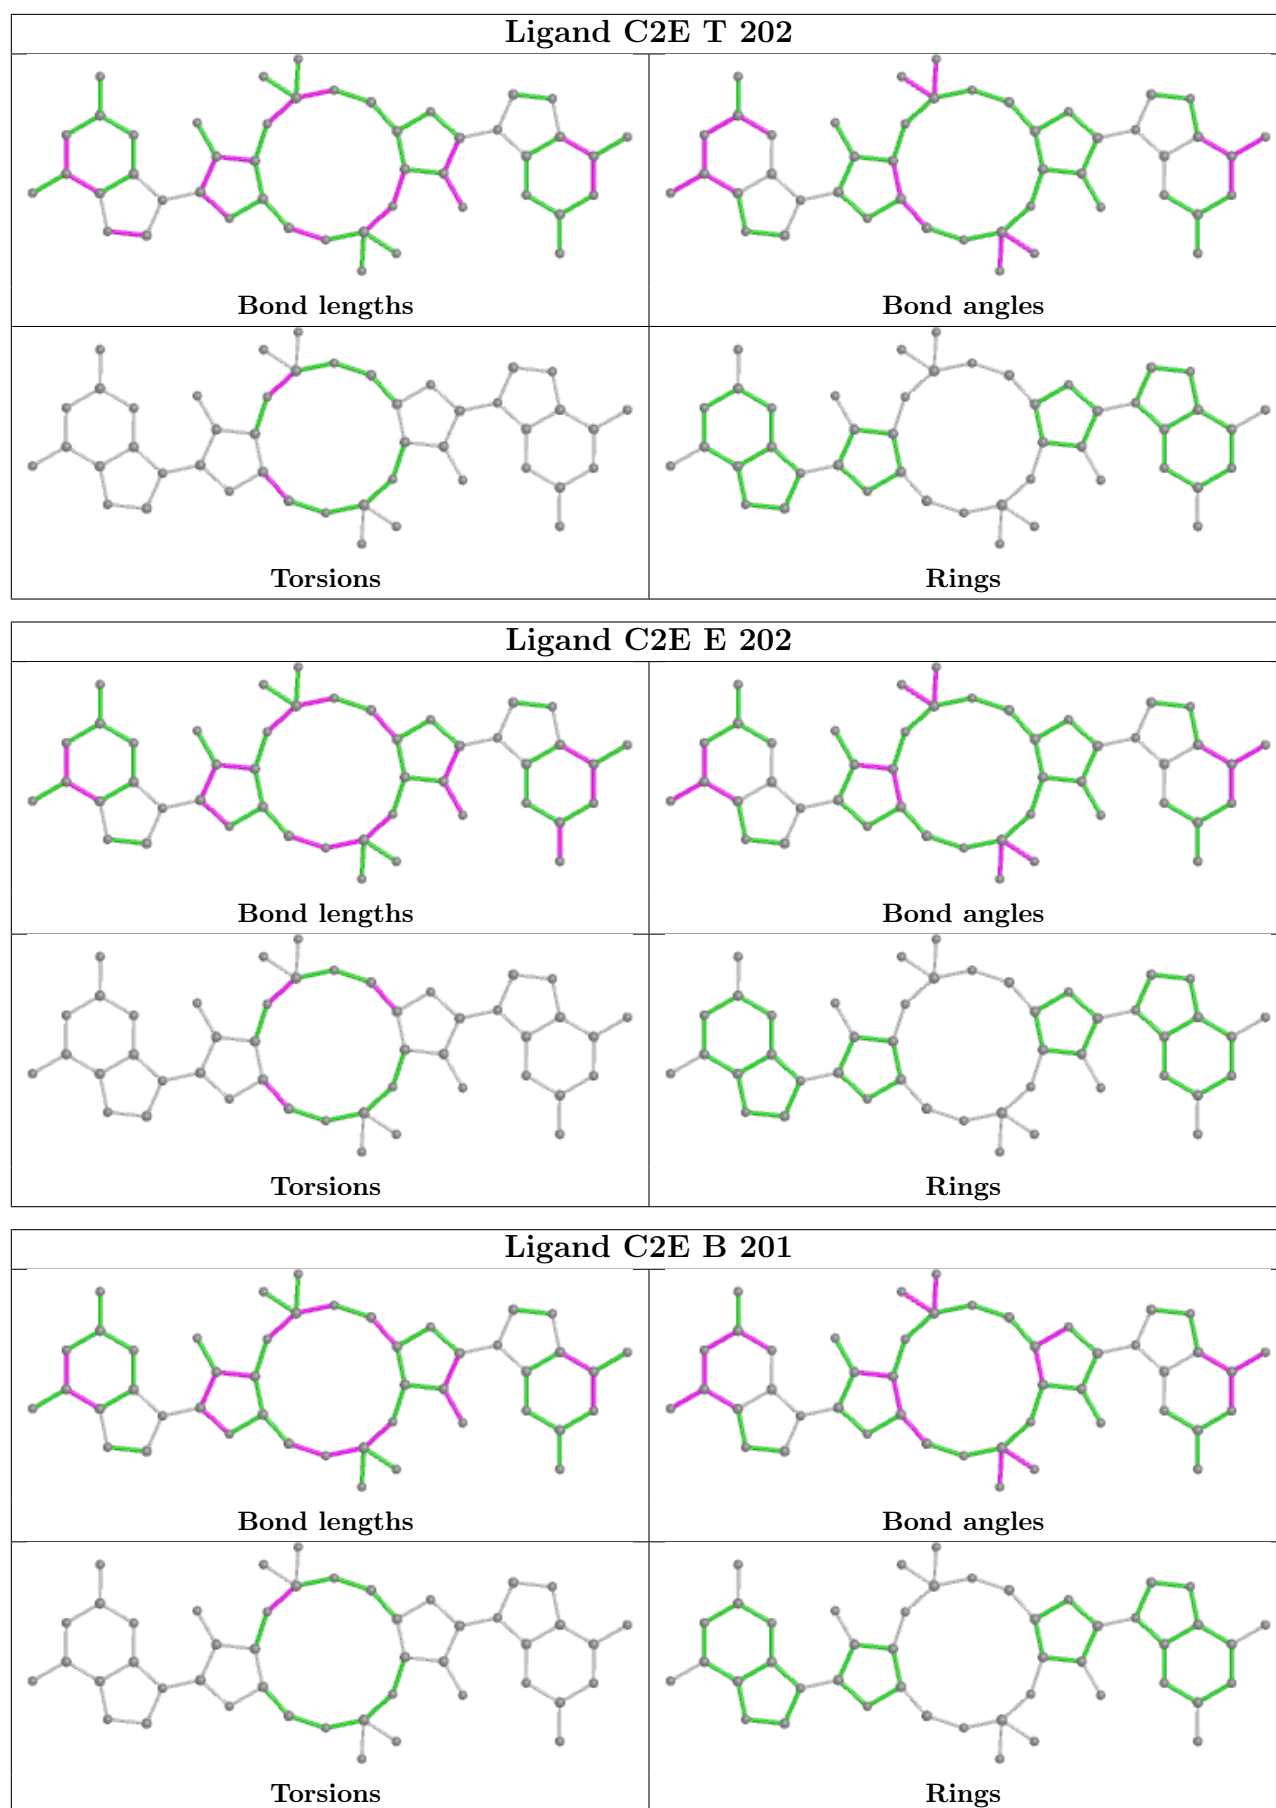 Ligand C2E T 202
Bond lengths
Bond angles
Torsions
Rings
Ligand C2E E 202
Bond lengths
Bond angles
Torsions
Rings
Ligand C2E B 201
Bond lengths
Bond angles
Torsions
Rings